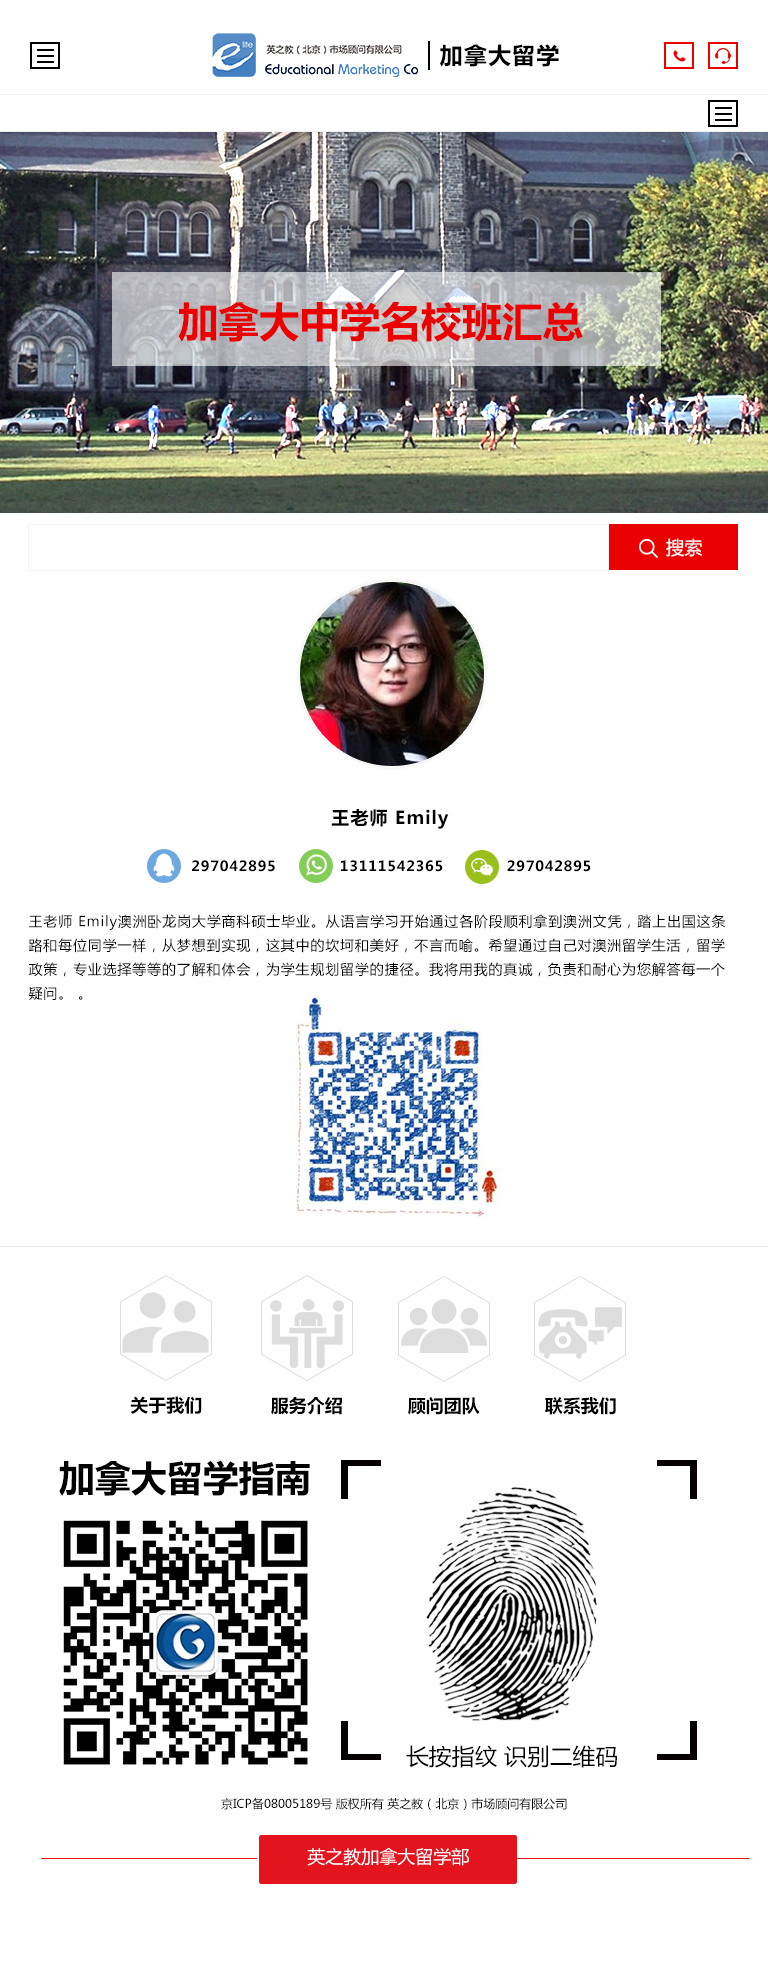 elite
英之教（北京）市场顾问有限公司
Educational Marketing Co
加拿大留学
加拿大中学名校班汇总
搜索
王老师 Emily
297042895 13111542365 297042895
王老师 Emily澳洲卧龙岗大学商科硕士毕业。从语言学习开始通过各阶段顺利拿到澳洲文凭，踏上出国这条
路和每位同学一样，从梦想到实现，这其中的坎坷和美好，不言而喻。希望通过自己对澳洲留学生活，留学
政策，专业选择等等的了解和体会，为学生规划留学的捷径。我将用我的真诚，负责和耐心为您解答每一个
疑问。 。
关于我们 服务介绍 顾问团队 联系我们
加拿大留学指南
G
长按指纹 识别二维码
京ICP备08005189号 版权所有 英之教（北京）市场顾问有限公司
英之教加拿大留学部